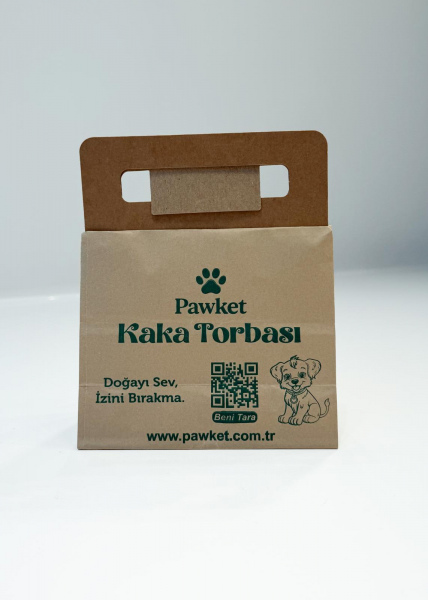 Pawket
Kaka Torbası
Doğayı Sev,
İzini Bırakma.
Beni Tara
www.pawket.com.tr